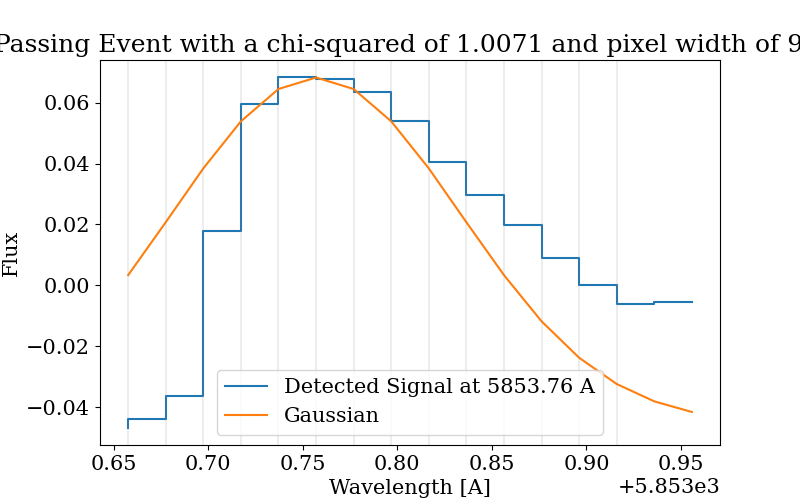 Passing Event with a chi-squared of 1.0071 and pixel width of 9
Flux
0.06
0.04
0.02
0.00
−0.02
−0.04
Detected Signal at 5853.76 A
Gaussian
0.65 0.70 0.75 0.80 0.85 0.90 0.95
+5.853e3
Wavelength [A]